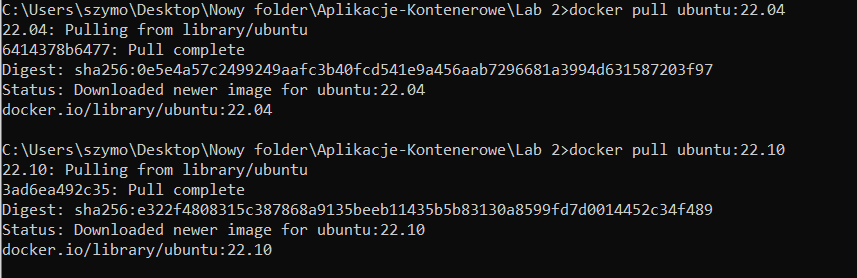 C:\Users\szymo\Desktop\Nowy folder\Aplikacje-Kontenerowe\Lab 2>docker pull ubuntu:22.04
22.04: Pulling from library/ubuntu
6414378b6477: Pull complete
Digest: sha256:0e5e4a57c2499249aafc3b40fcd541e9a456aab7296681a3994d631587203f97
Status: Downloaded newer image for ubuntu:22.04
docker.io/library/ubuntu:22.04
C:\Users\szymo\Desktop\Nowy folder\Aplikacje-Kontenerowe\Lab 2>docker pull ubuntu:22.10
22.10: Pulling from library/ubuntu
3ad6ea492c35: Pull complete
Digest: sha256:e322f4808315c387868a9135beeb11435b5b83130a8599fd7d0014452c34f489
Status: Downloaded newer image for ubuntu:22.10
docker.io/library/ubuntu:22.10